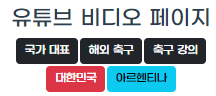 유튜브 비디오 페이지
국가 대표 해외 축구 축구 강의
대한민국 아르헨티나